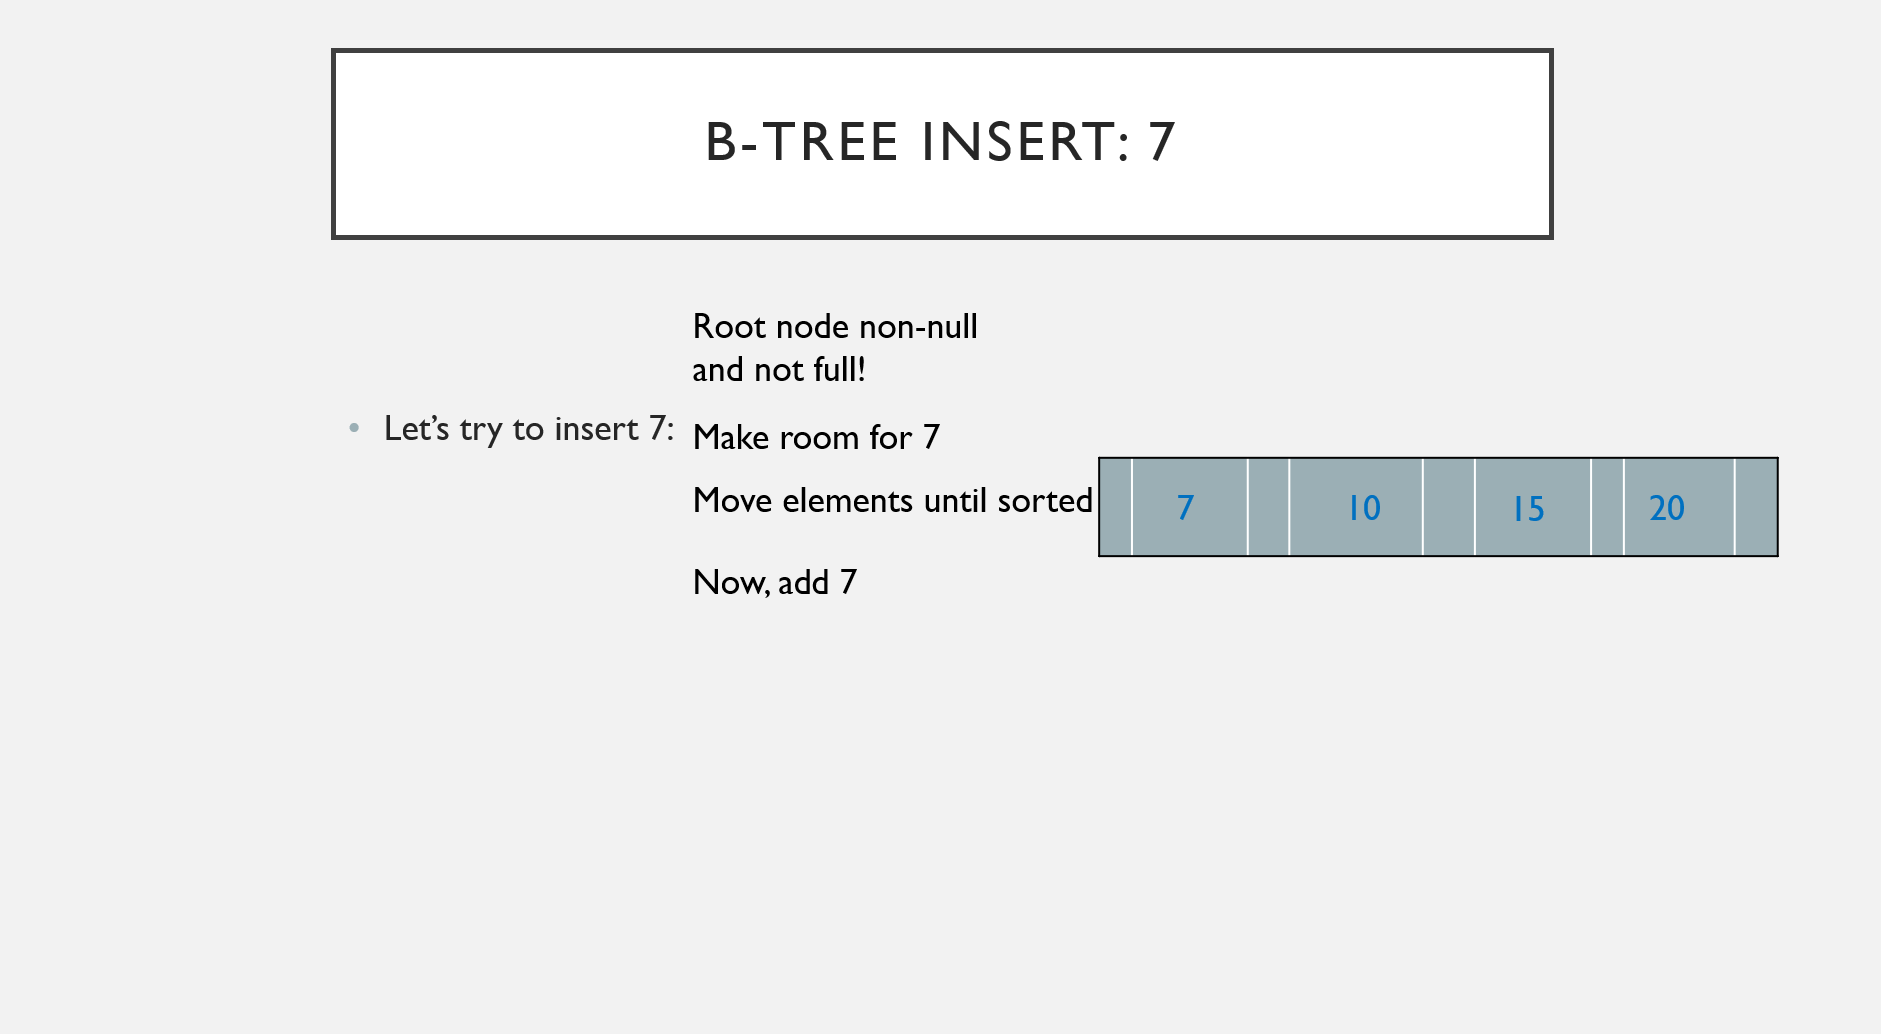 B-TREE INSERT: 7
Root node non-null
and not full!
• Let’s try to insert 7:
Make room for 7
Move elements until sorted
7 10 15 20
Now, add 7